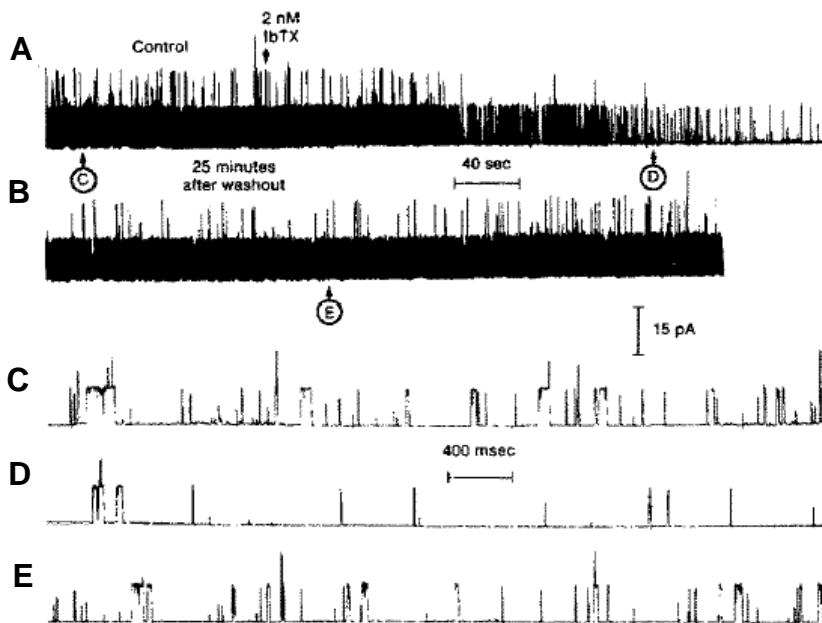 2 nM
IbTX
Control
A
C
25 minutes
after washout
40 sec
D
B
E
15 pA
C
400 msec
D
E